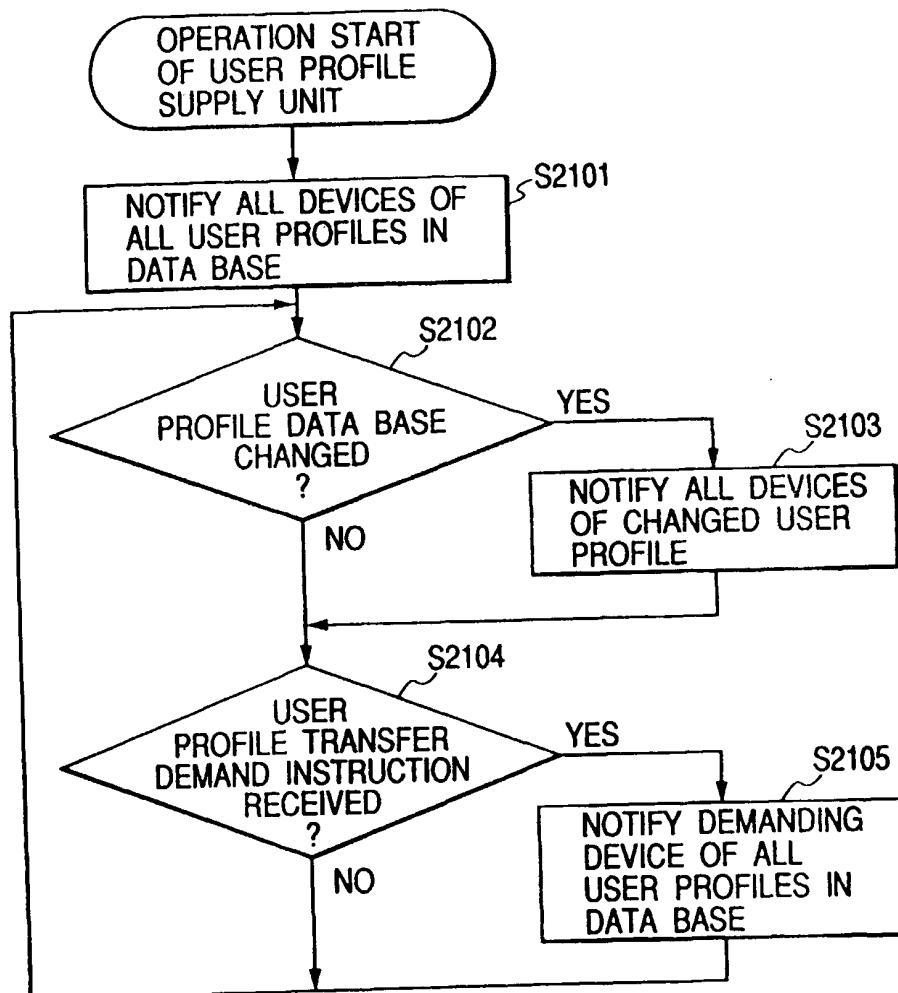 OPERATION START
OF USER PROFILE
SUPPLY UNIT
S2101
NOTIFY ALL DEVICES OF
ALL USER PROFILES IN
DATA BASE
S2102
USER
PROFILE DATA BASE
CHANGED
?
YES
NO
S2103
NOTIFY ALL DEVICES
OF CHANGED USER
PROFILE
S2104
USER
PROFILE TRANSFER
DEMAND INSTRUCTION
RECEIVED
?
YES
NO
S2105
NOTIFY DEMANDING
DEVICE OF ALL
USER PROFILES IN
DATA BASE